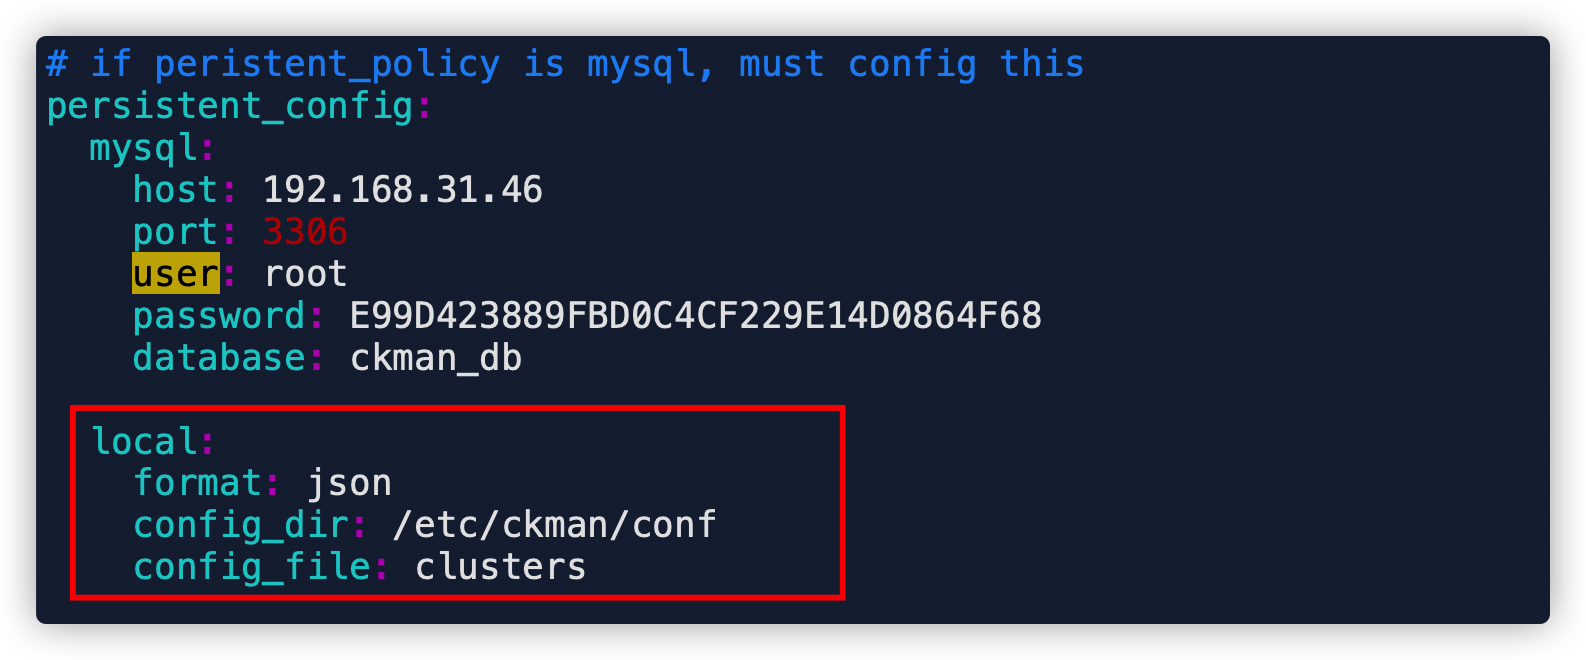 # if peristent_policy is mysql, must config this
persistent_config:
  mysql:
    host: 192.168.31.46
    port: 3306
    user: root
    password: E99D423889FBD0C4CF229E14D0864F68
    database: ckman_db

  local:
    format: json
    config_dir: /etc/ckman/conf
    config_file: clusters